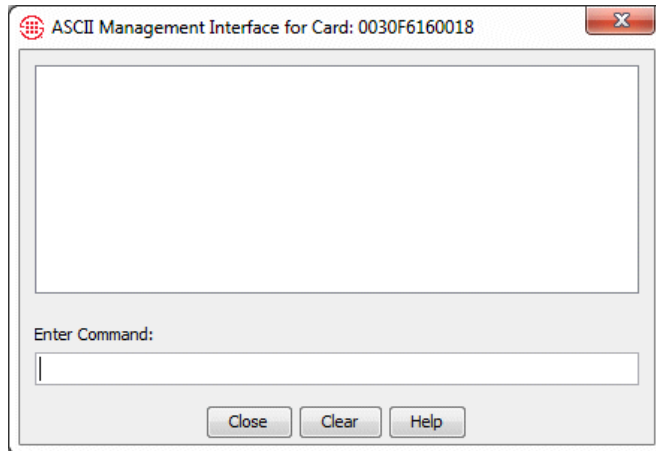 ASCII Management Interface for Card: 0030F6160018
Enter Command:
Close Clear Help